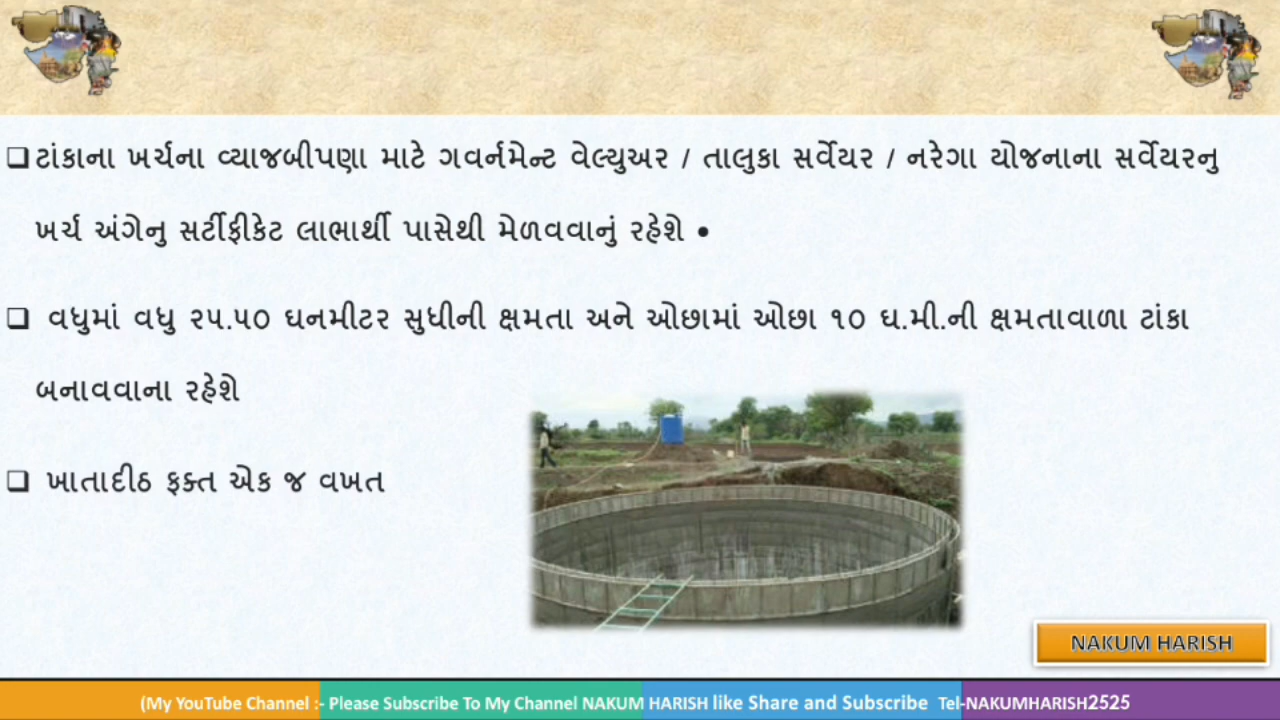 ❑ ટાંકાના ખર્ચના વ્યાજબીપણા માટે ગવર્નમેન્ટ વેલ્યુઅર / તાલુકા સર્વેયર / નરેગા યોજનાના સર્વેયરનુ
ખર્ચ અંગેનુ સર્ટીફીકેટ લાભાર્થી પાસેથી મેળવવાનું રહેશે •
❑ વધુમાં વધુ ૨૫.૫૦ ઘનમીટર સુધીની ક્ષમતા અને ઓછામાં ઓછા ૧૦ ઘ.મી.ની ક્ષમતાવાળા ટાંકા
બનાવવાના રહેશે
❑ ખાતાદીઠ ફક્ત એક જ વખત
NAKUM HARISH
(My YouTube Channel :- Please Subscribe To My Channel NAKUM HARISH like Share and Subscribe Tel-NAKUMHARISH2525